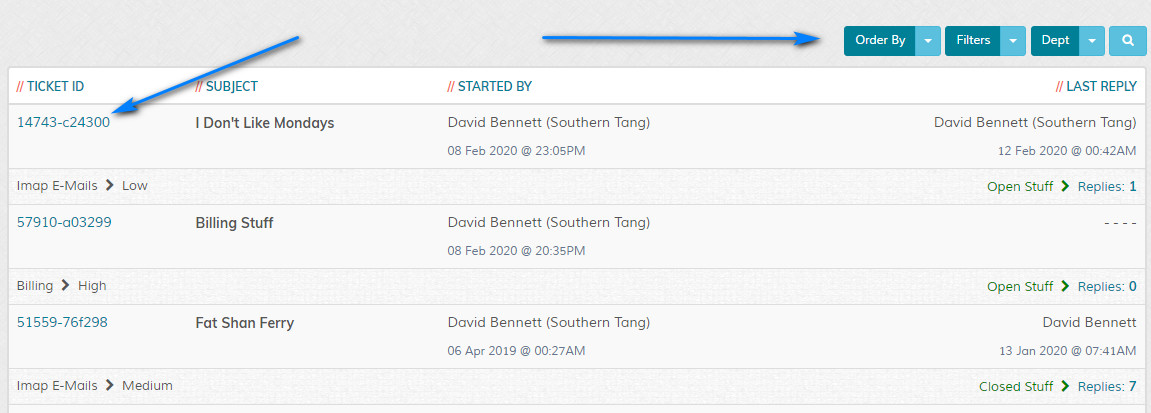 Order By Filters Dept
// TICKET ID // SUBJECT // STARTED BY // LAST REPLY
14743-c24300 I Don't Like Mondays David Bennett (Southern Tang) David Bennett (Southern Tang)
08 Feb 2020 @ 23:05PM 12 Feb 2020 @ 00:42AM
Imap E-Mails > Low Open Stuff > Replies: 1
57910-a03299 Billing Stuff David Bennett (Southern Tang) - - - -
08 Feb 2020 @ 20:35PM
Billing > High Open Stuff > Replies: 0
51559-76f298 Fat Shan Ferry David Bennett (Southern Tang) David Bennett
06 Apr 2019 @ 00:27AM 13 Jan 2020 @ 07:41AM
Imap E-Mails > Medium Closed Stuff > Replies: 7